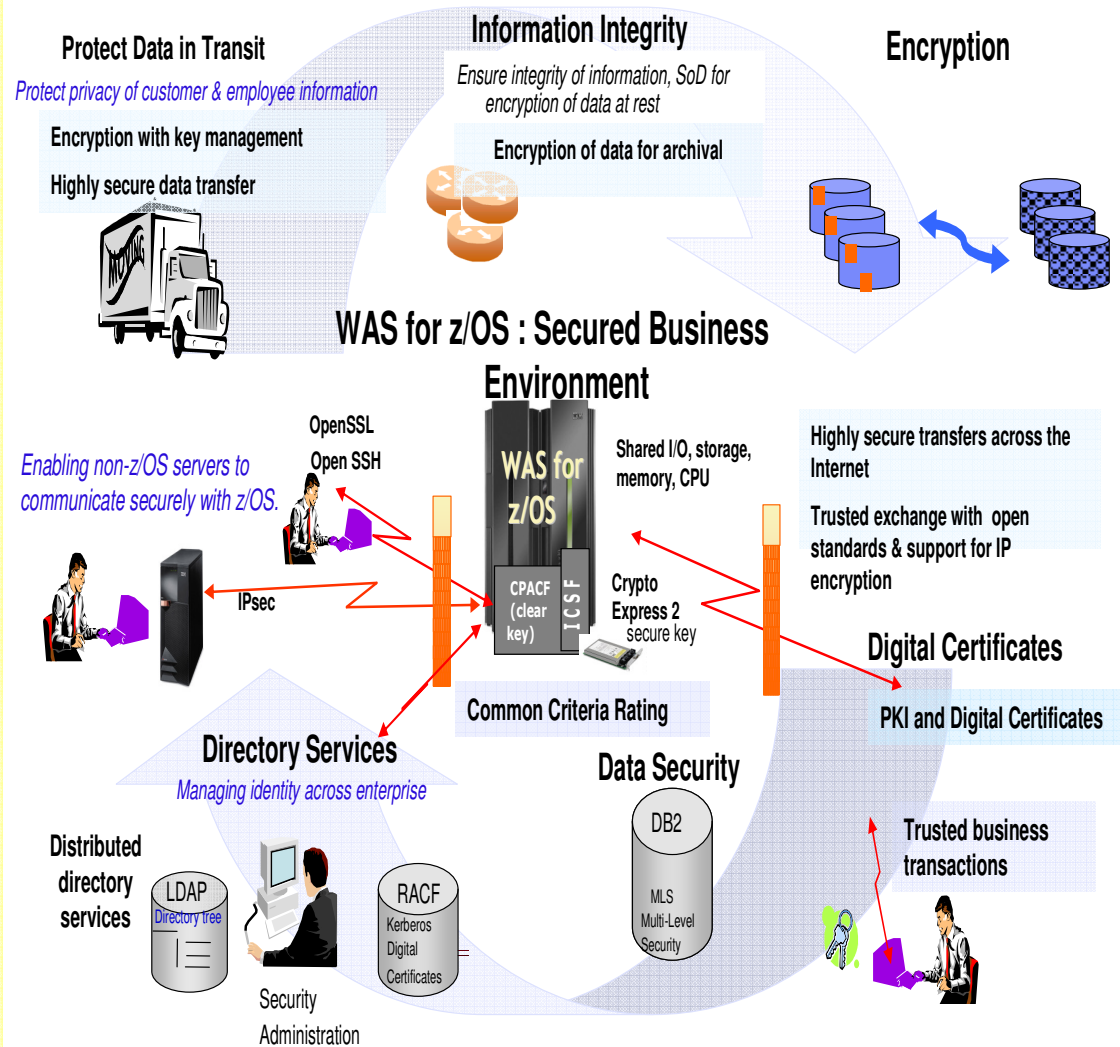 Protect Data in Transit
Protect privacy of customer & employee information
Encryption with key management
Highly secure data transfer
MOVING
Information Integrity
Ensure integrity of information, SoD for
encryption of data at rest
Encryption of data for archival
Encryption
WAS for z/OS : Secured Business
Environment
OpenSSL
Open SSH
Enabling non-z/OS servers to
communicate securely with z/OS.
IPsec
WAS for
z/OS
CPACF
(clear
key)
ICSF
Shared I/O, storage,
memory, CPU
Crypto
Express 2
secure key
Highly secure transfers across the
Internet
Trusted exchange with open
standards & support for IP
encryption
Digital Certificates
PKI and Digital Certificates
Common Criteria Rating
Directory Services
Managing identity across enterprise
Data Security
Distributed
directory
services
LDAP
Directory tree
Security
Administration
RACF
Kerberos
Digital
Certificates
DB2
MLS
Multi-Level
Security
Trusted business
transactions